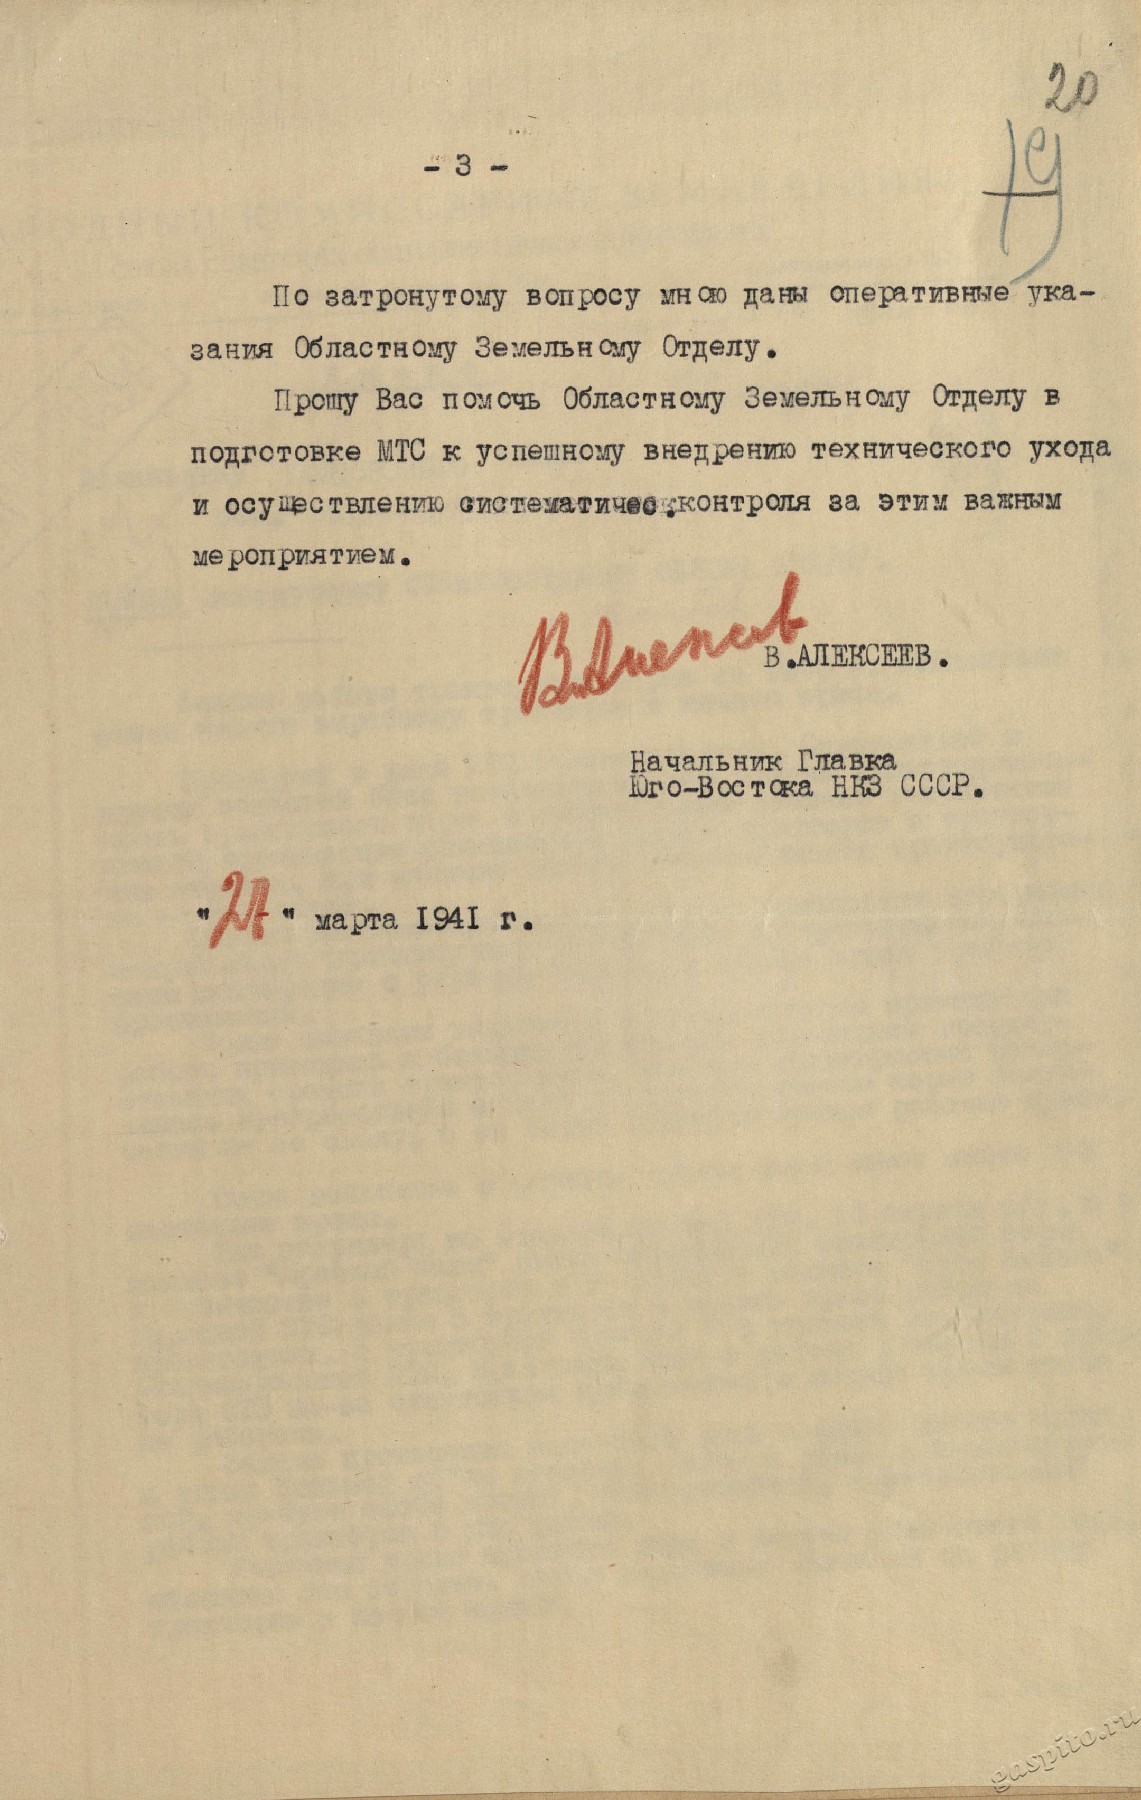 20
19
- 3 -
По затронутому вопросу мною даны оперативные ука-
зания Областному Земельному Отделу.
Прошу Вас помочь Областному Земельному Отделу в
подготовке МТС к успешному внедрению технического ухода
и осуществлению систематичес. контроля за этим важным
мероприятием.
В. Алексеев
В.АЛЕКСЕЕВ.
Начальник Главка
Юго-Востока НКЗ СССР.
"27" марта 1941 г.
gaspito.ru